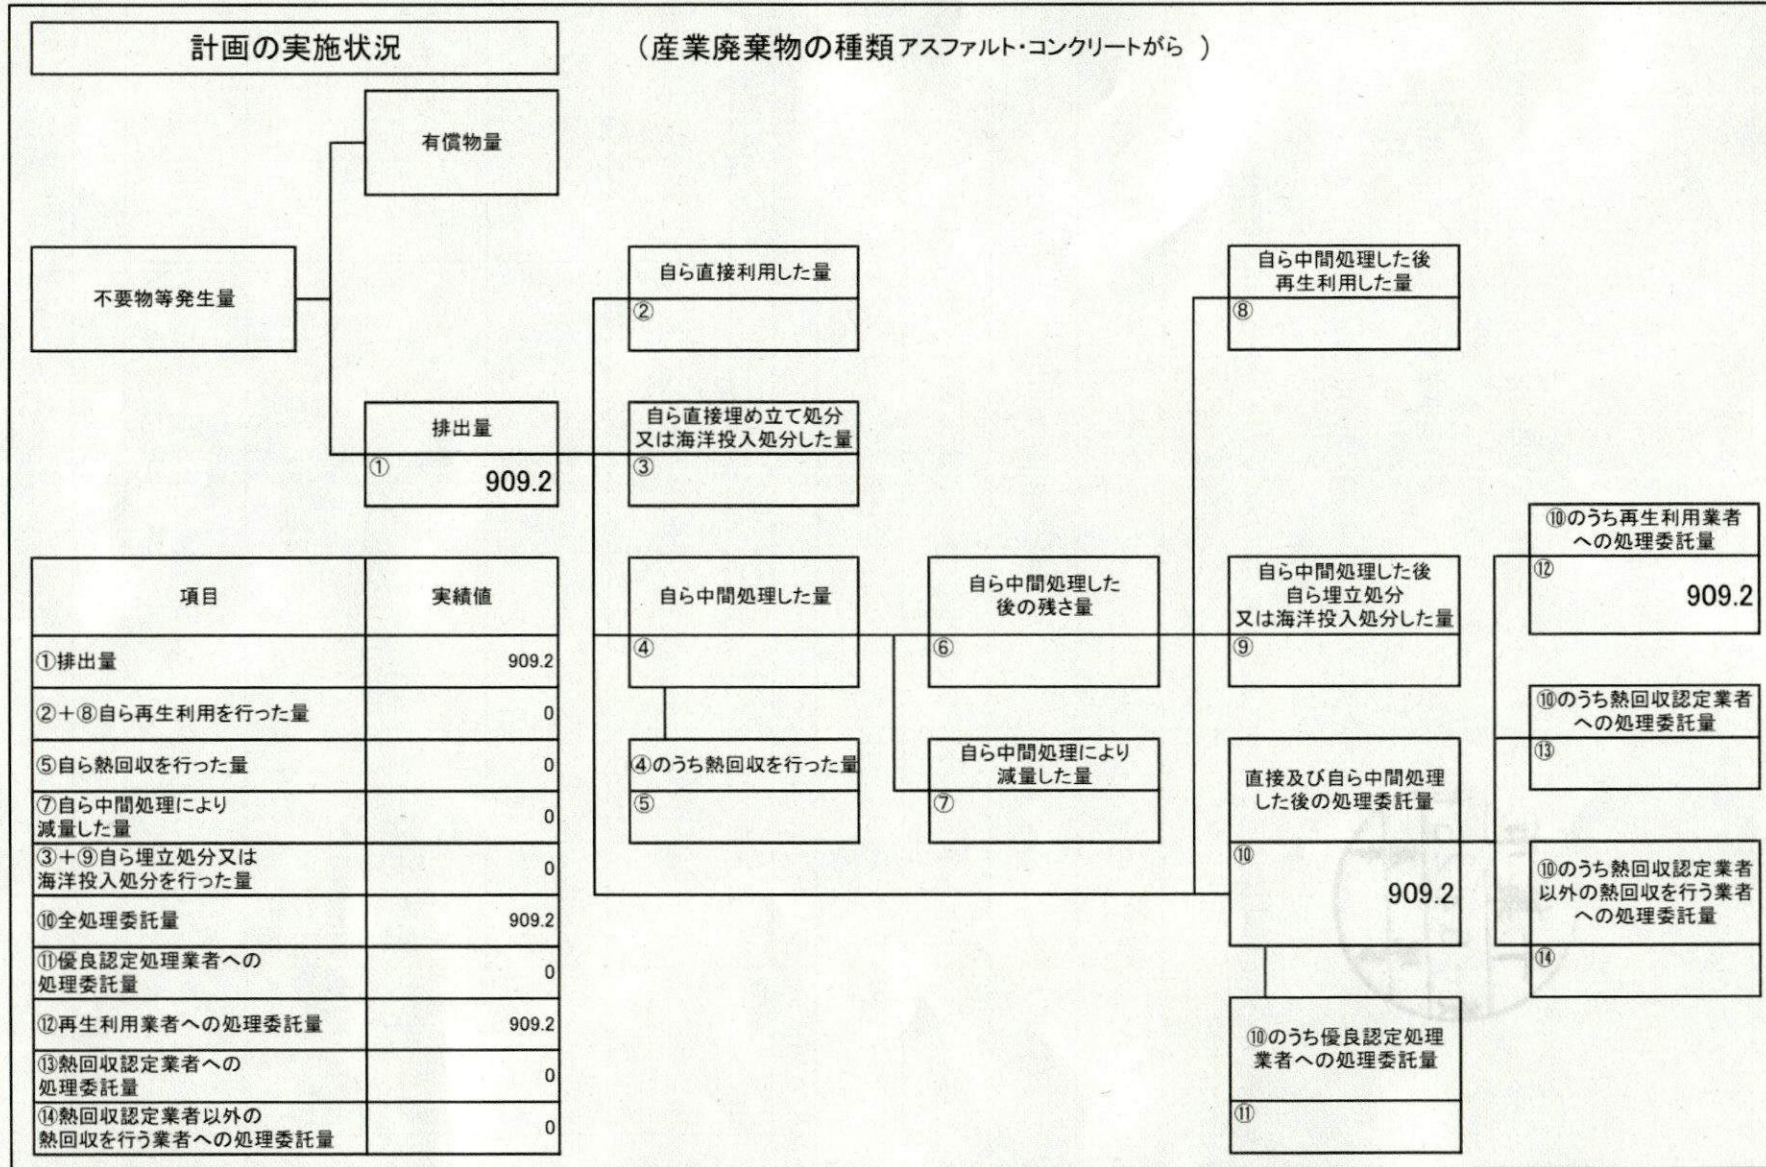 計画の実施状況
（産業廃棄物の種類 アスファルト・コンクリートがら ）
有償物量
不要物等発生量
排出量
①
909.2
自ら直接利用した量
②
自ら直接埋め立て処分
又は海洋投入処分した量
③
自ら中間処理した量
④
④のうち熱回収を行った量
⑤
自ら中間処理した
後の残さ量
⑥
自ら中間処理により
減量した量
⑦
自ら中間処理した後
再生利用した量
⑧
自ら中間処理した後
自ら埋立処分
又は海洋投入処分した量
⑨
直接及び自ら中間処理
した後の処理委託量
⑩
909.2
⑩のうち優良認定処理
業者への処理委託量
⑪
⑩のうち再生利用業者
への処理委託量
⑫
909.2
⑩のうち熱回収認定業者
への処理委託量
⑬
⑩のうち熱回収認定業者
以外の熱回収を行う業者
への処理委託量
⑭
項目 実績値
①排出量 909.2
②＋⑧自ら再生利用を行った量 0
⑤自ら熱回収を行った量 0
⑦自ら中間処理により
減量した量 0
③＋⑨自ら埋立処分又は
海洋投入処分を行った量 0
⑩全処理委託量 909.2
⑪優良認定処理業者への
処理委託量 0
⑫再生利用業者への処理委託量 909.2
⑬熱回収認定業者への
処理委託量 0
⑭熱回収認定業者以外の
熱回収を行う業者への処理委託量 0